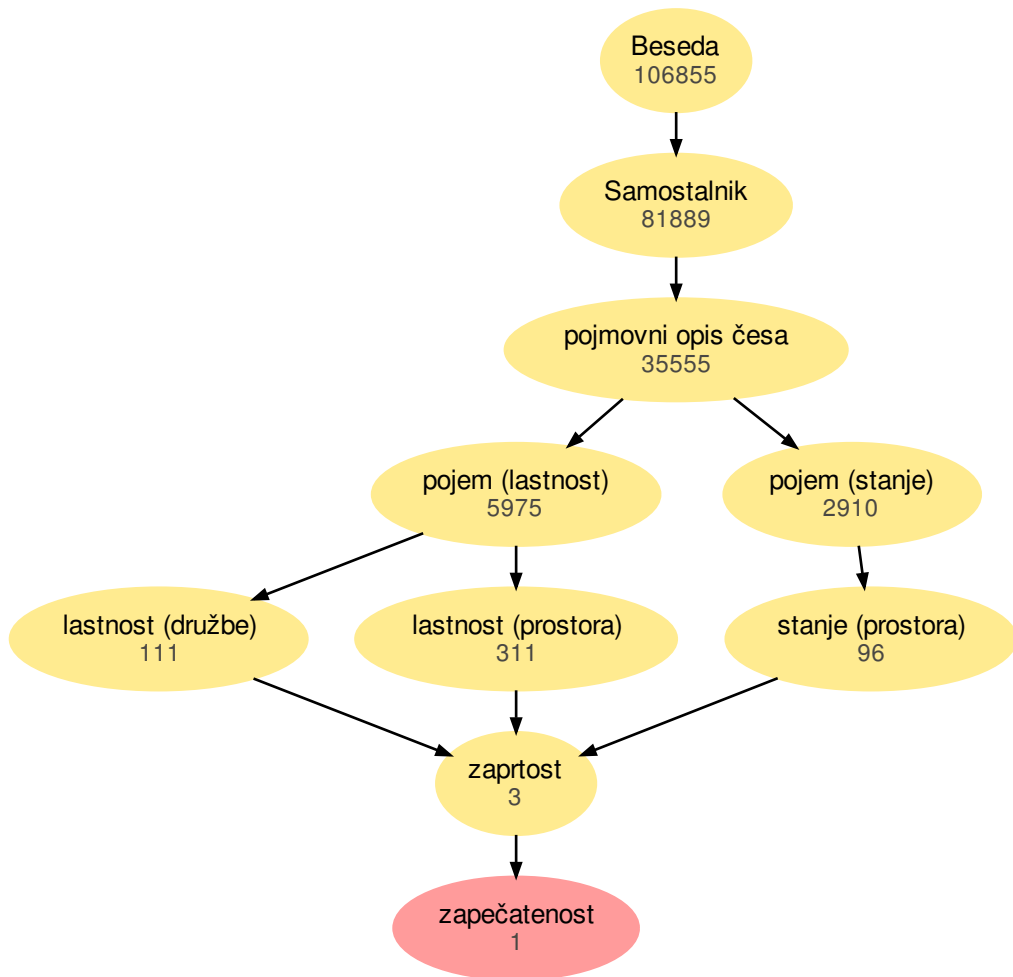 Beseda
106855
Samostalnik
81889
pojmovni opis česa
35555
pojem (lastnost)
5975
pojem (stanje)
2910
lastnost (družbe)
111
lastnost (prostora)
311
stanje (prostora)
96
zaprtost
3
zapečatenost
1